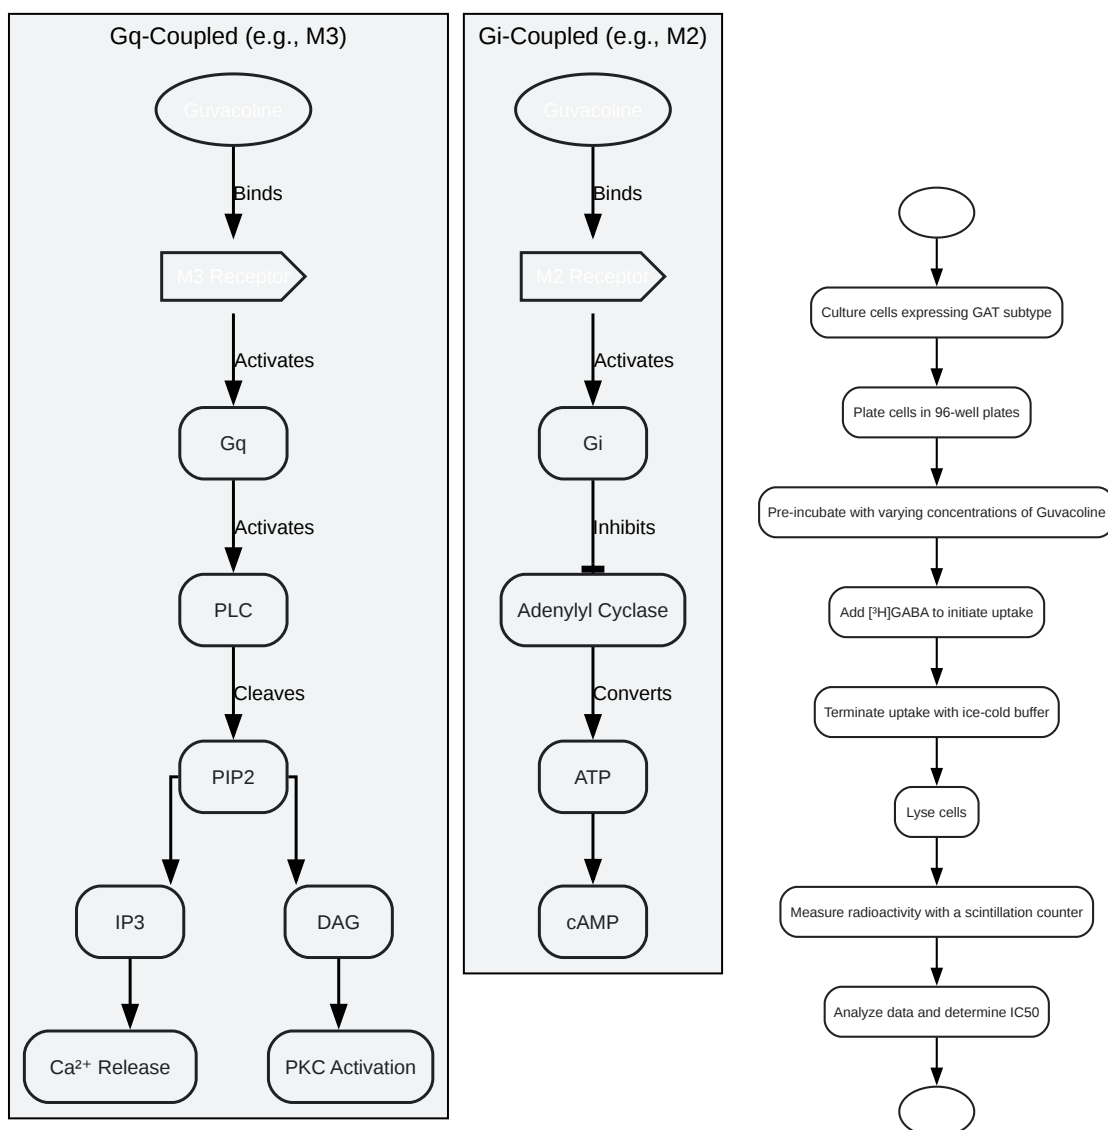 Gq-Coupled (e.g., M3)
Guvacoline
Binds
M3 Receptor
Activates
Gq
Activates
PLC
Cleaves
PIP2
IP3
DAG
Ca²⁺ Release
PKC Activation
Gi-Coupled (e.g., M2)
Guvacoline
Binds
M2 Receptor
Activates
Gi
Inhibits
Adenylyl Cyclase
Converts
ATP
cAMP
Culture cells expressing GAT subtype
Plate cells in 96-well plates
Pre-incubate with varying concentrations of Guvacoline
Add [³H]GABA to initiate uptake
Terminate uptake with ice-cold buffer
Lyse cells
Measure radioactivity with a scintillation counter
Analyze data and determine IC50